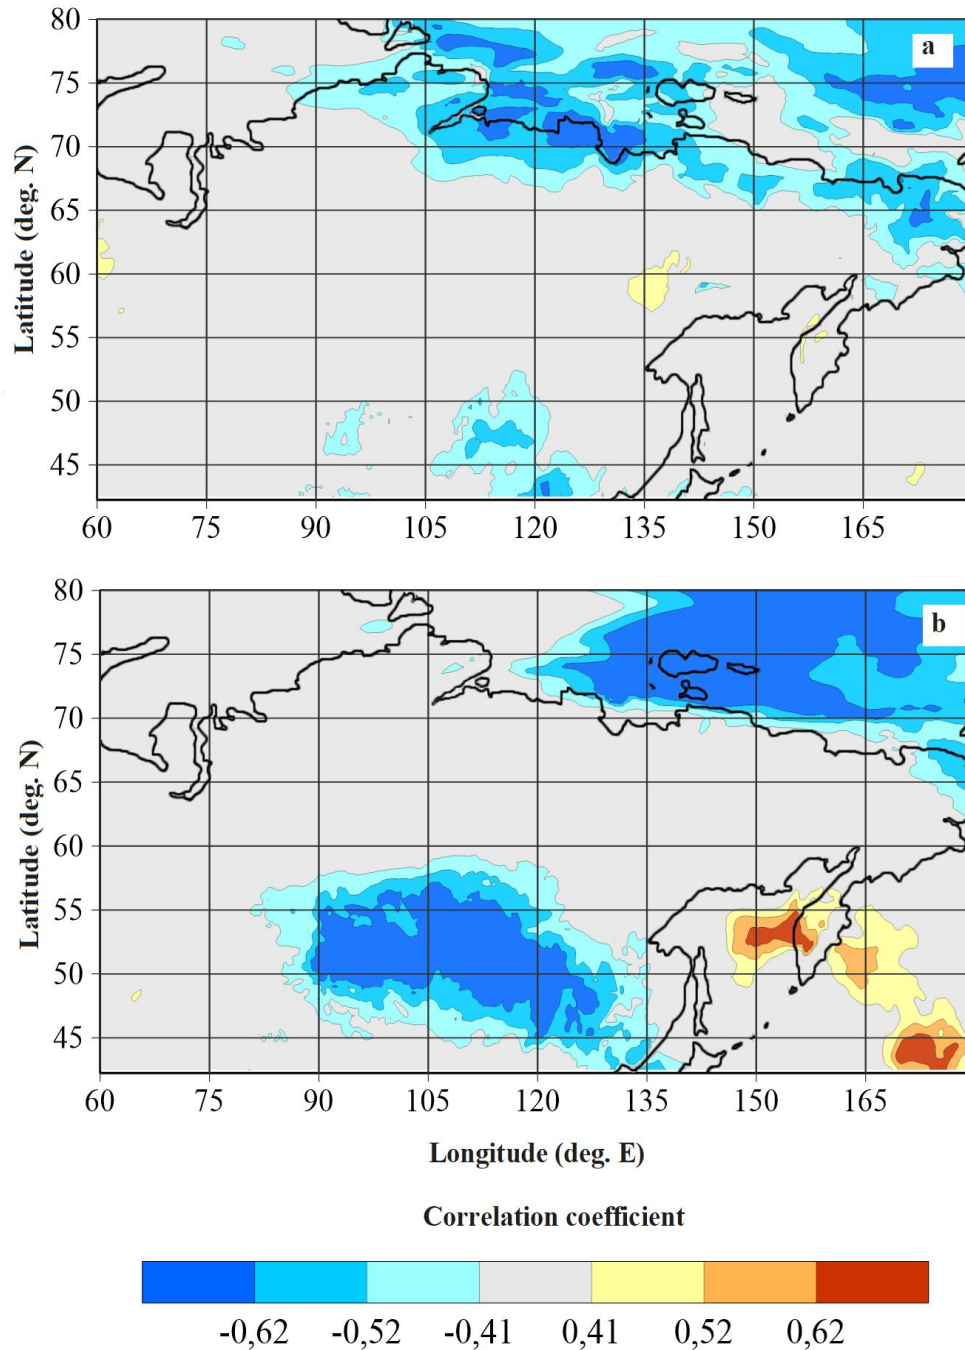 80
a
75
70
65
60
55
50
45
Latitude (deg. N)
60 75 90 105 120 135 150 165
80
b
75
70
65
60
55
50
45
Latitude (deg. N)
60 75 90 105 120 135 150 165
Longitude (deg. E)
Correlation coefficient
-0,62 -0,52 -0,41 0,41 0,52 0,62